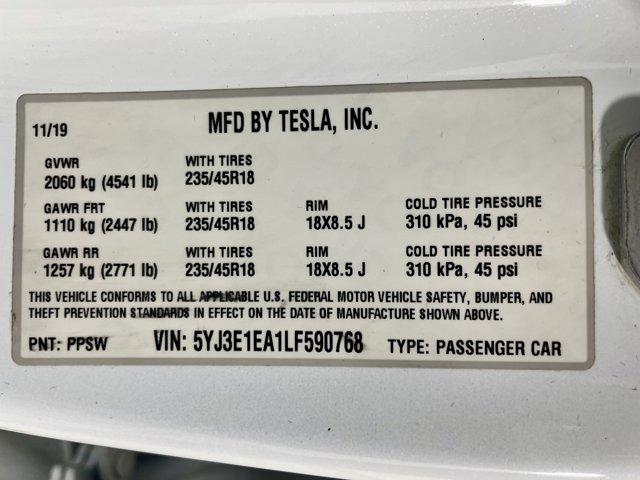 11/19 MFD BY TESLA, INC.
GVWR WITH TIRES
2060 kg (4541 lb) 235/45R18
GAWR FRT WITH TIRES RIM COLD TIRE PRESSURE
1110 kg (2447 lb) 235/45R18 18X8.5 J 310 kPa, 45 psi
GAWR RR WITH TIRES RIM COLD TIRE PRESSURE
1257 kg (2771 lb) 235/45R18 18X8.5 J 310 kPa, 45 psi
THIS VEHICLE CONFORMS TO ALL APPLICABLE U.S. FEDERAL MOTOR VEHICLE SAFETY, BUMPER, AND
THEFT PREVENTION STANDARDS IN EFFECT ON THE DATE OF MANUFACTURE SHOWN ABOVE.
PNT: PPSW VIN: 5YJ3E1EA1LF590768 TYPE: PASSENGER CAR